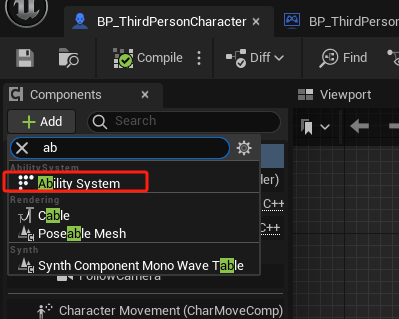 BP_ThirdPersonCharacter
BP_ThirdPerson
Compile
Diff
Find
Components
Viewport
Add
Search
ab
AbilitySystem
Ability System
Rendering
Cable
Poseable Mesh
Synth
Synth Component Mono Wave Table
C++
C++
FollowCamera
Character Movement (CharMoveComp)